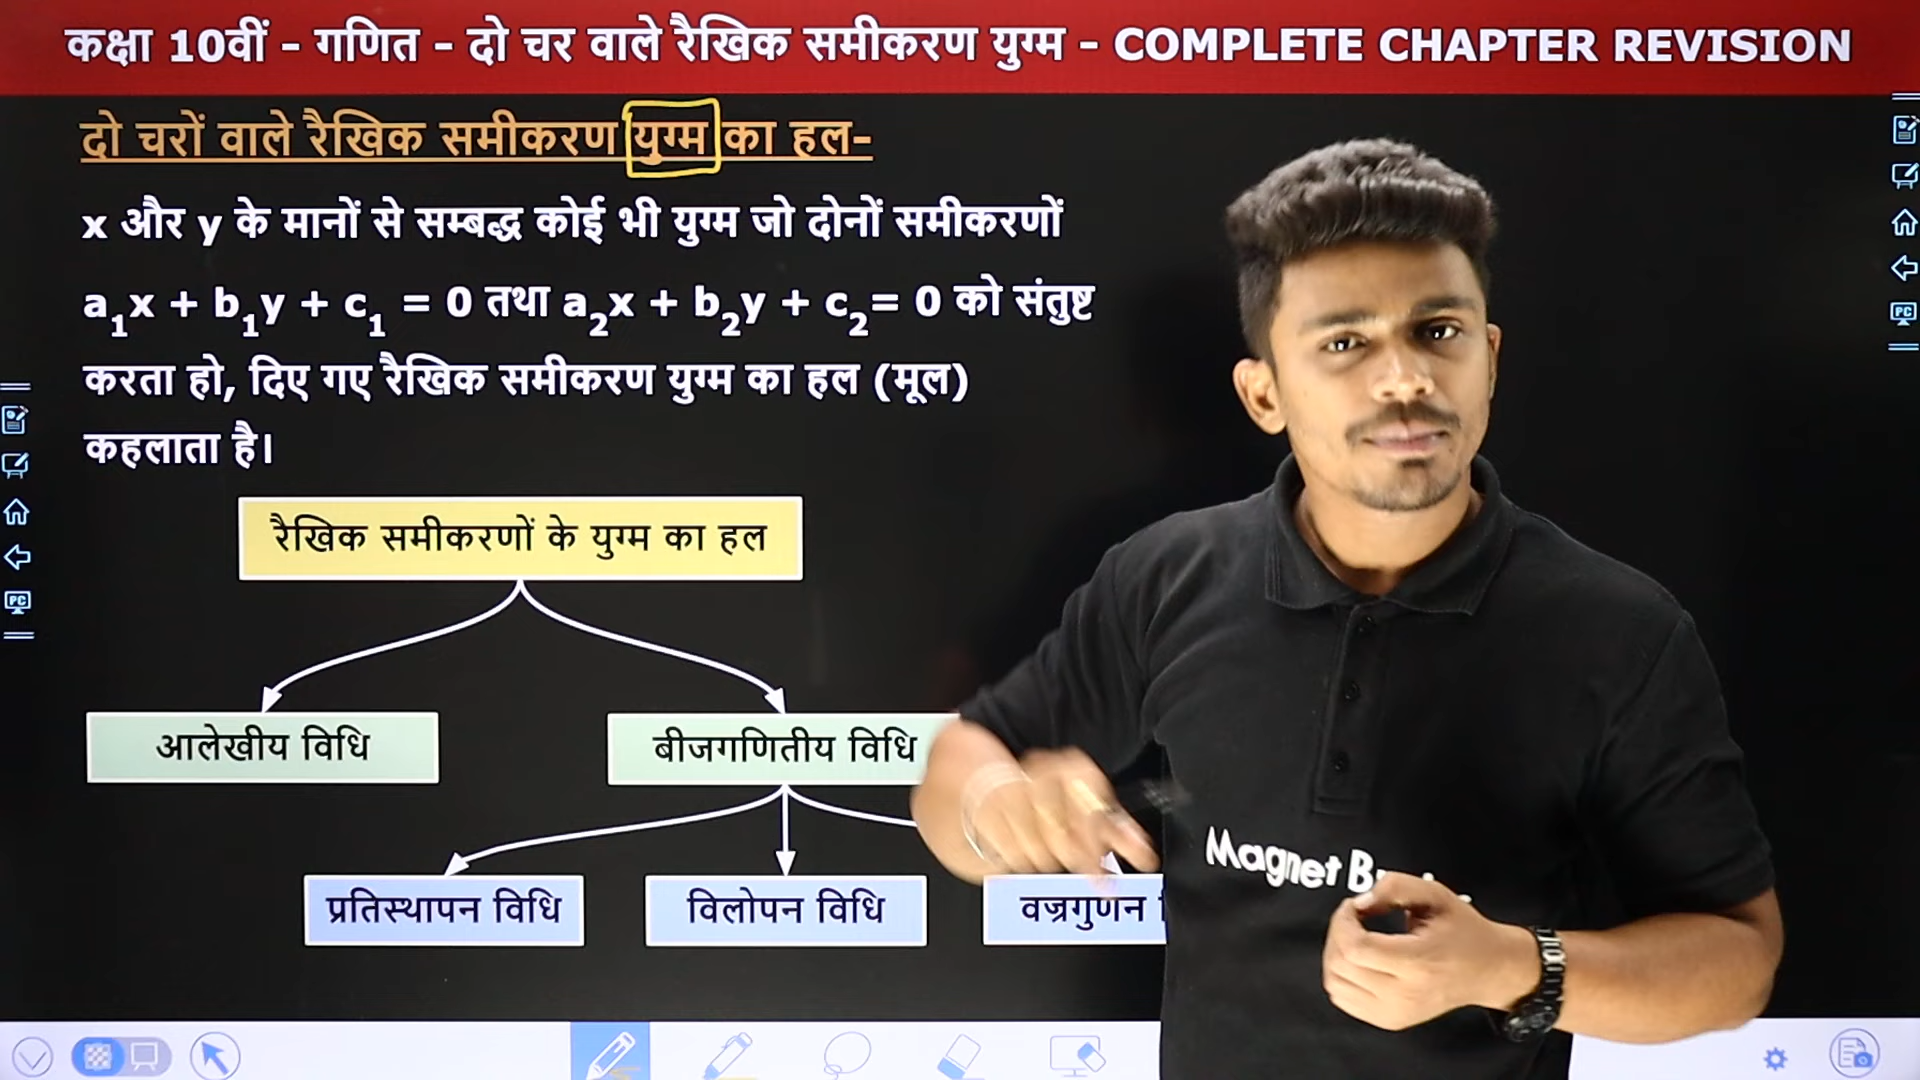 कक्षा 10वीं - गणित - दो चर वाले रैखिक समीकरण युग्म - COMPLETE CHAPTER REVISION
दो चरों वाले रैखिक समीकरण युग्म का हल-
x और y के मानों से सम्बद्ध कोई भी युग्म जो दोनों समीकरणों
a₁x + b₁y + c₁ = 0 तथा a₂x + b₂y + c₂= 0 को संतुष्ट
करता हो, दिए गए रैखिक समीकरण युग्म का हल (मूल)
कहलाता है।
रैखिक समीकरणों के युग्म का हल
आलेखीय विधि
बीजगणितीय विधि
प्रतिस्थापन विधि
विलोपन विधि
वज्रगुणन
Magnet
PC
PC